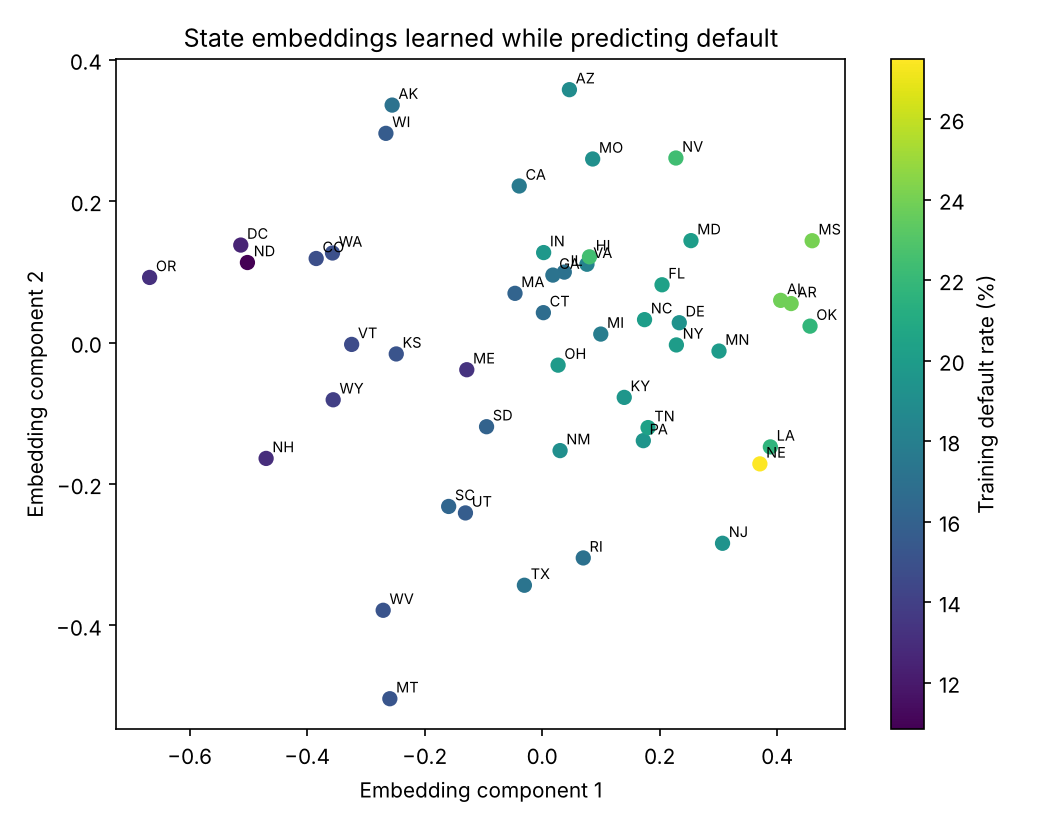 State embeddings learned while predicting default
0.4
0.2
0.0
−0.2
−0.4
Embedding component 2
AZ
AK
WI
MO
NV
CA
DC
ND
OR
CO
WA
IN
HI
VA
IL
GA
MD
MS
MA
FL
AL
AR
OK
CT
NC
DE
MI
NY
MN
VT
KS
ME
OH
WY
KY
SD
TN
PA
NM
LA
NE
NH
SC
UT
NJ
RI
TX
WV
MT
−0.6
−0.4
−0.2
0.0
0.2
0.4
Embedding component 1
26
24
22
20
18
16
14
12
Training default rate (%)